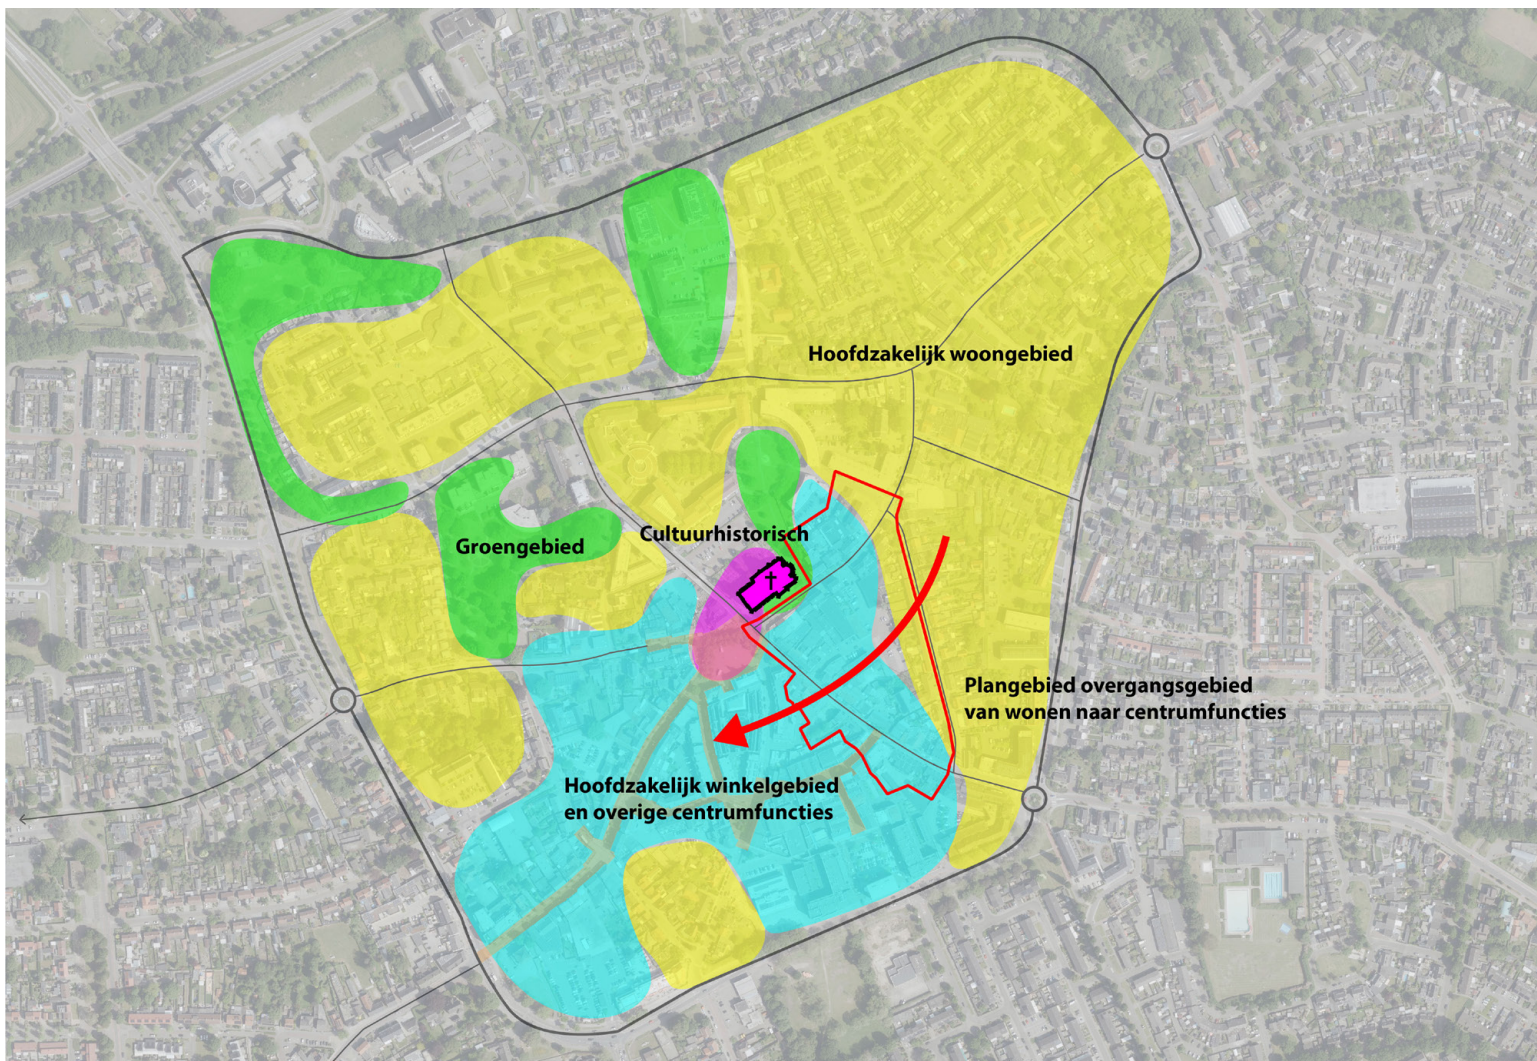 Hoofdzakelijk woongebied
Cultuurhistorisch
Groengebied
Plangebied overgangsgebied
van wonen naar centrumfuncties
Hoofdzakelijk winkelgebied
en overige centrumfuncties